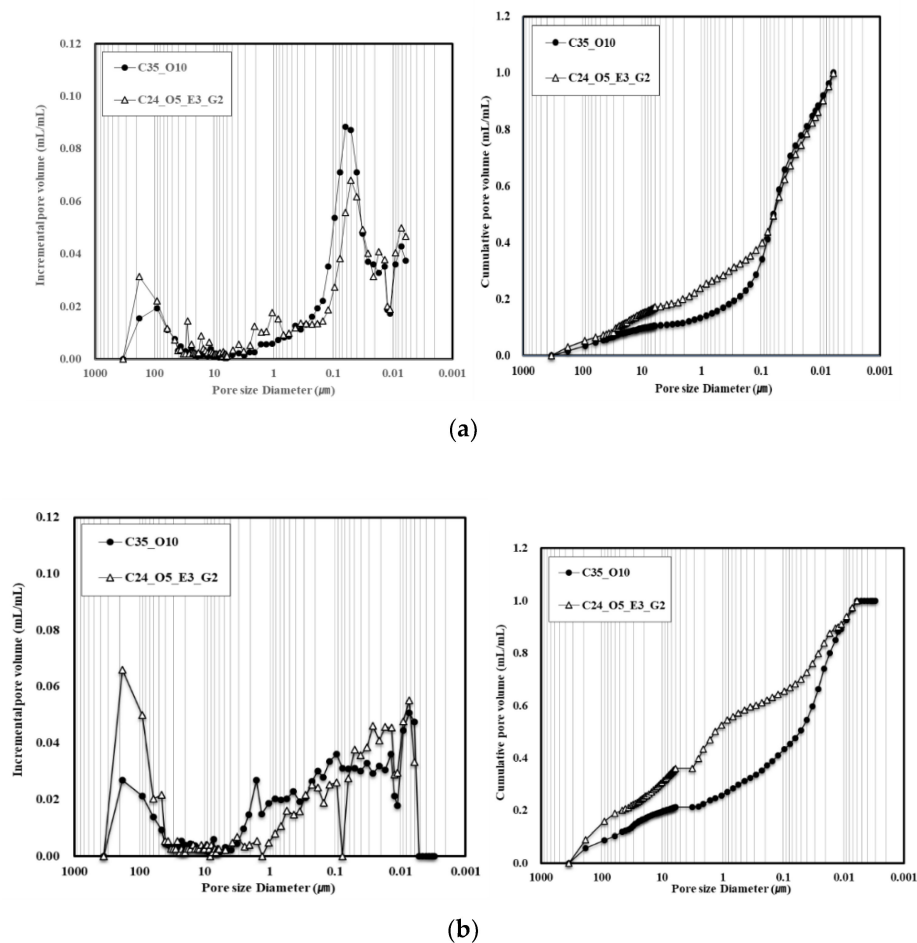 0.12
0.10
0.08
0.06
0.04
0.02
0.00
Incremental pore volume (mL/mL)
C35_O10
C24_O5_E3_G2
1000 100 10 1 0.1 0.01 0.001
Pore size Diameter (㎛)
1.2
1.0
0.8
0.6
0.4
0.2
0.0
Cumulative pore volume (mL/mL)
C35_O10
C24_O5_E3_G2
1000 100 10 1 0.1 0.01 0.001
Pore size Diameter (㎛)
(a)
0.12
0.10
0.08
0.06
0.04
0.02
0.00
Incremental pore volume (mL/mL)
C35_O10
C24_O5_E3_G2
1000 100 10 1 0.1 0.01 0.001
Pore size Diameter (㎛)
1.2
1.0
0.8
0.6
0.4
0.2
0.0
Cumulative pore volume (mL/mL)
C35_O10
C24_O5_E3_G2
1000 100 10 1 0.1 0.01 0.001
Pore size Diameter (㎛)
(b)